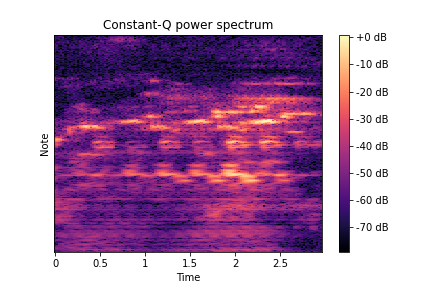 Constant-Q power spectrum
+0 dB
-10 dB
-20 dB
-30 dB
-40 dB
-50 dB
-60 dB
-70 dB
Note
0
0.5
1
1.5
2
2.5
Time